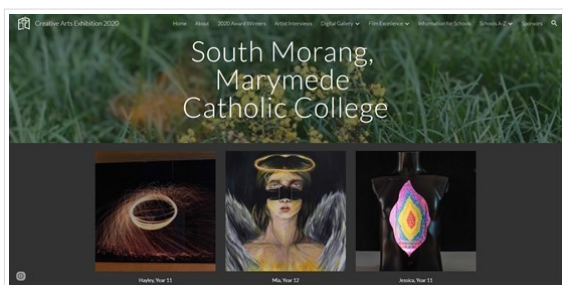 Creative Arts Exhibition 2020
Home About 2020 Award Winners Artist Interviews Digital Gallery Film Excellence Information for Schools Schools A-Z Sponsors
South Morang,
Marymede
Catholic College
Hayley, Year 11
Mia, Year 12
Jessica, Year 11